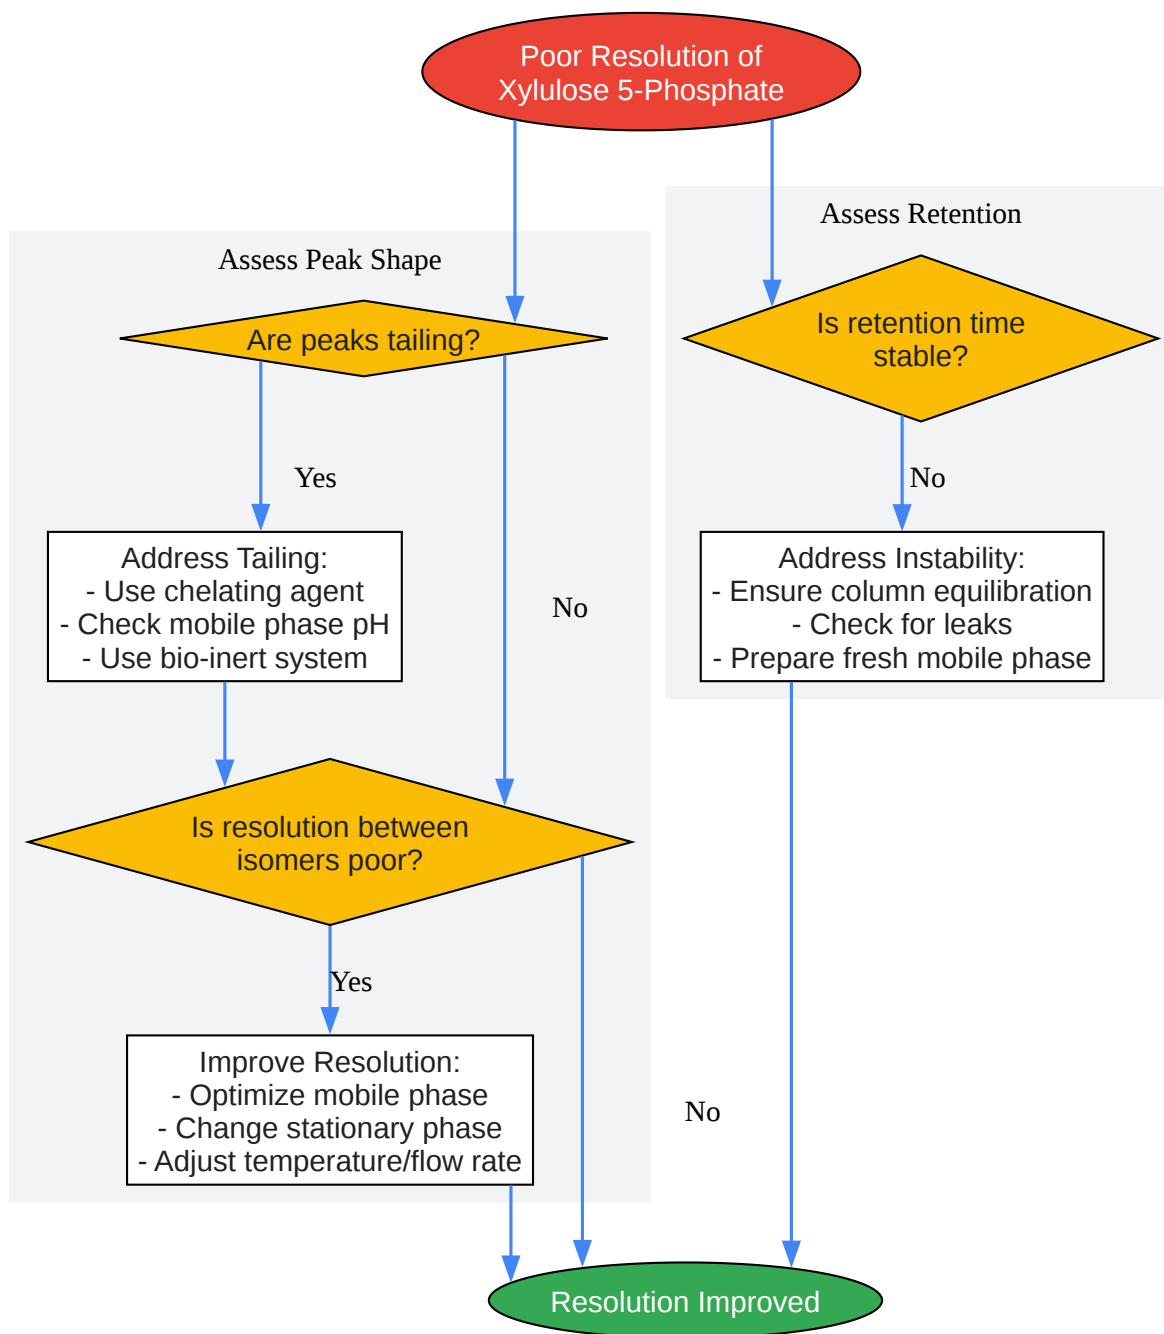 Poor Resolution of
Xylulose 5-Phosphate
Assess Peak Shape
Are peaks tailing?
Yes
No
Address Tailing:
- Use chelating agent
- Check mobile phase pH
- Use bio-inert system
Is resolution between
isomers poor?
Yes
No
Improve Resolution:
- Optimize mobile phase
- Change stationary phase
- Adjust temperature/flow rate
Assess Retention
Is retention time
stable?
No
Address Instability:
- Ensure column equilibration
- Check for leaks
- Prepare fresh mobile phase
Resolution Improved